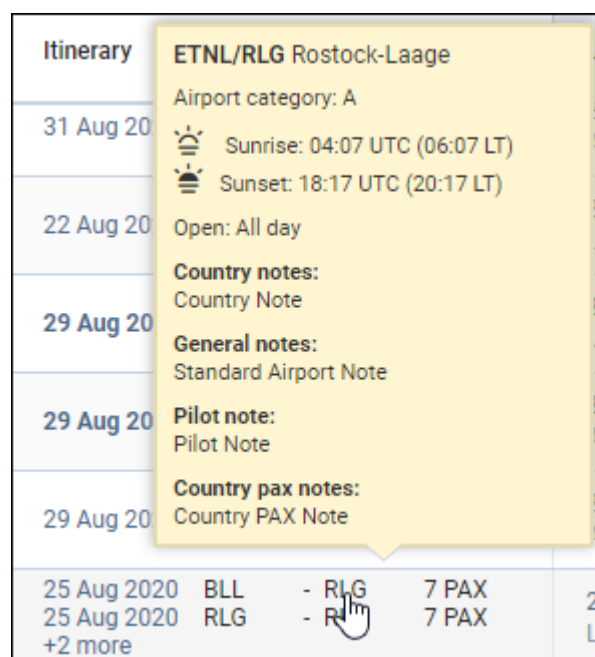 Itinerary
ETNL/RLG Rostock-Laage
Airport category: A
31 Aug 20
Sunrise: 04:07 UTC (06:07 LT)
Sunset: 18:17 UTC (20:17 LT)
22 Aug 20
Open: All day
Country notes:
Country Note
29 Aug 20
General notes:
Standard Airport Note
29 Aug 20
Pilot note:
Pilot Note
Country pax notes:
29 Aug 20
Country PAX Note
25 Aug 2020 BLL - RLG 7 PAX
25 Aug 2020 RLG - 7 PAX
+2 more